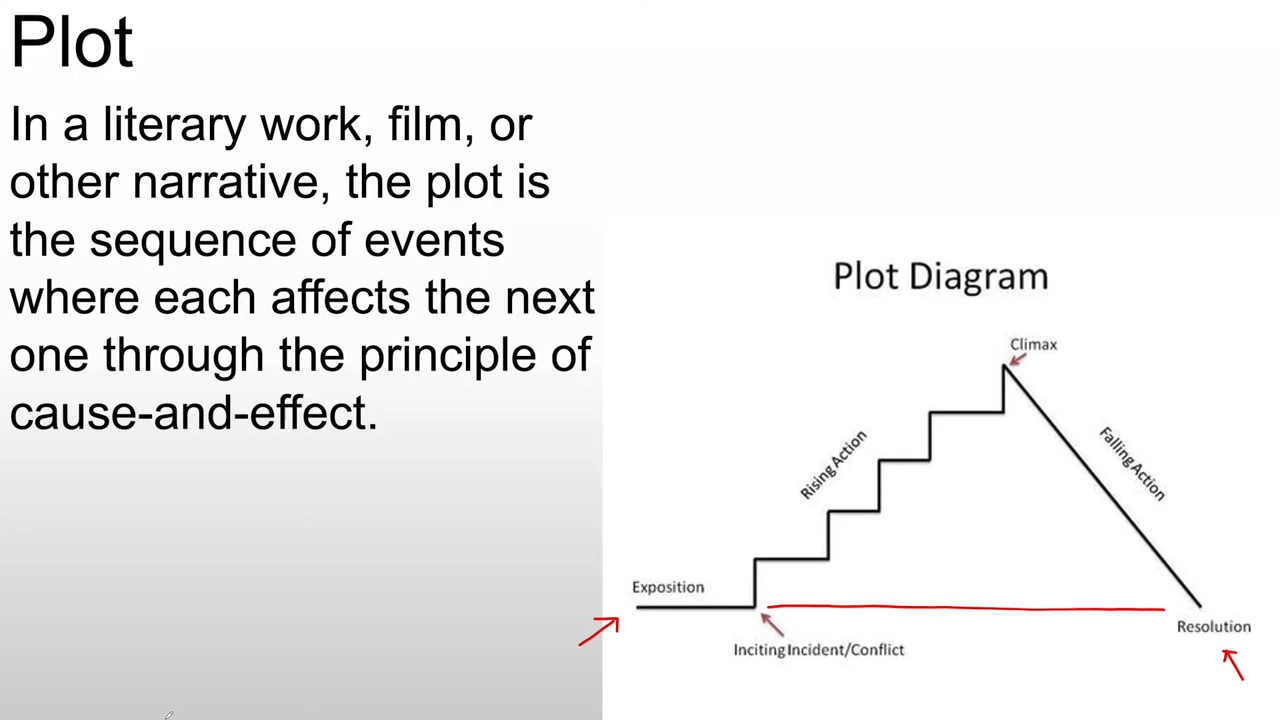 Plot
In a literary work, film, or
other narrative, the plot is
the sequence of events
where each affects the next
one through the principle of
cause-and-effect.
Plot Diagram
Climax
Rising Action
Falling Action
Exposition
Resolution
Inciting Incident/Conflict